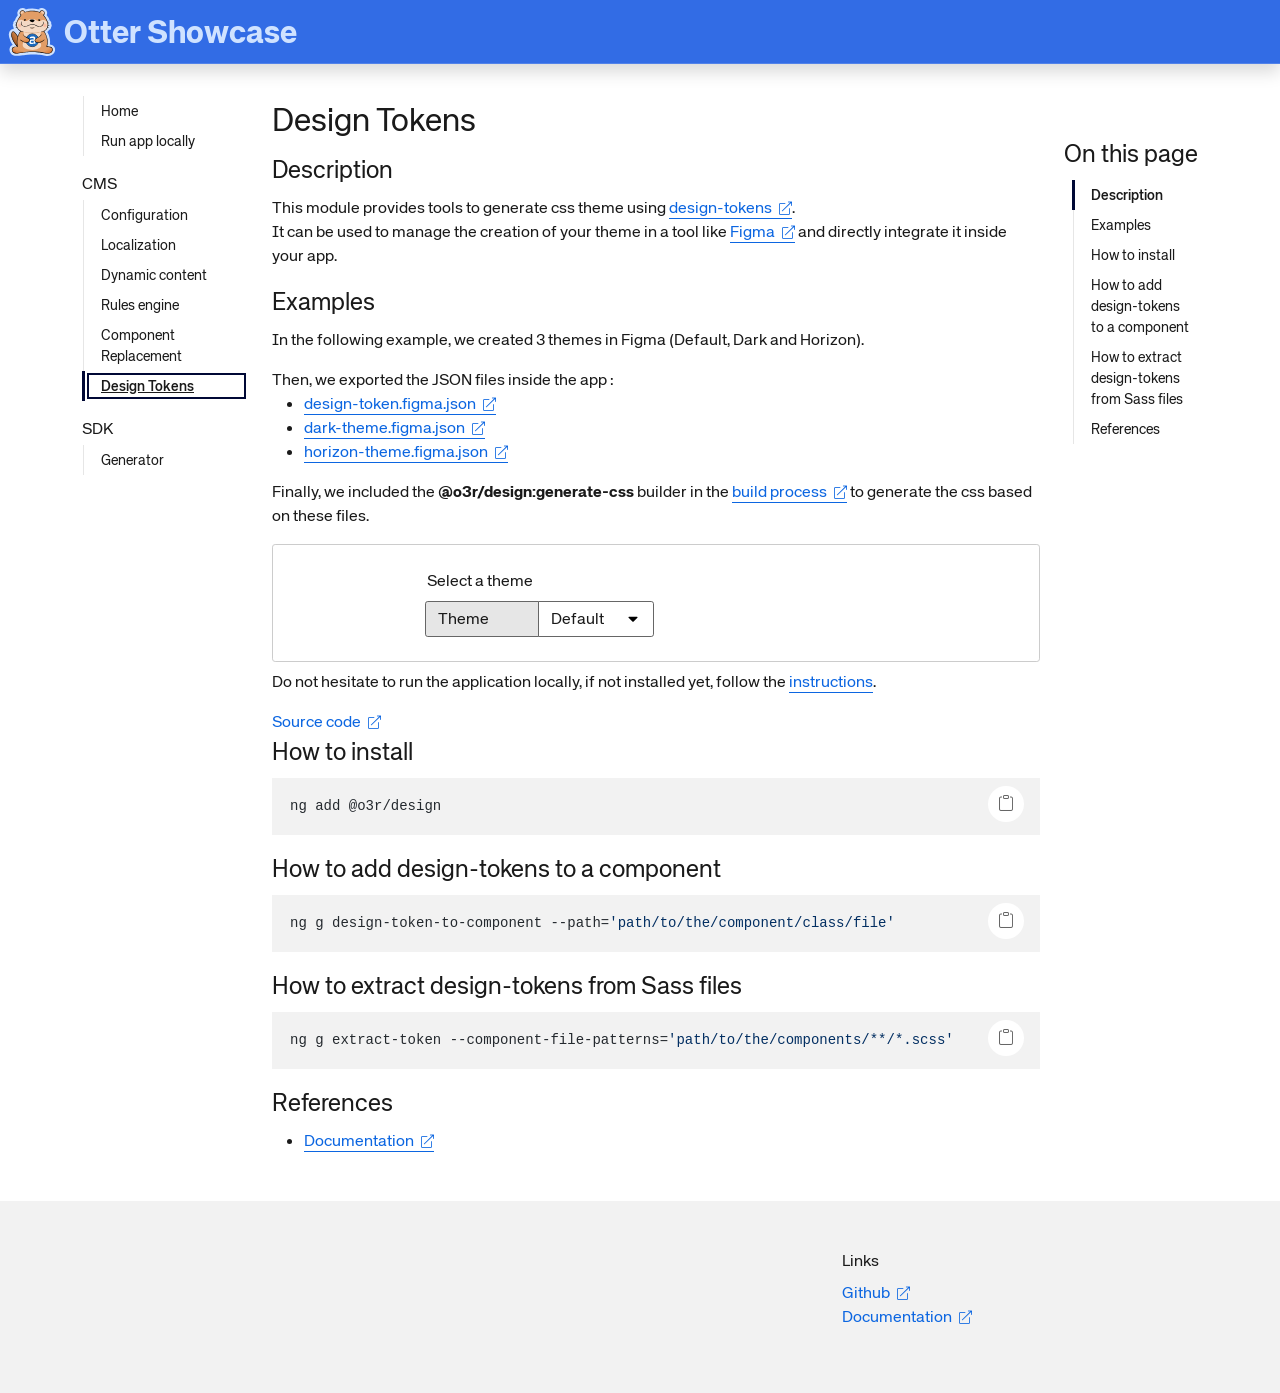 Otter Showcase
Home
Run app locally
CMS
Configuration
Localization
Dynamic content
Rules engine
Component
Replacement
Design Tokens
SDK
Generator
Design Tokens
Description
This module provides tools to generate css theme using design-tokens.
It can be used to manage the creation of your theme in a tool like Figma and directly integrate it inside
your app.
Examples
In the following example, we created 3 themes in Figma (Default, Dark and Horizon).
Then, we exported the JSON files inside the app :
design-token.figma.json
dark-theme.figma.json
horizon-theme.figma.json
Finally, we included the @o3r/design:generate-css builder in the build process to generate the css based
on these files.
Select a theme
Theme Default
Do not hesitate to run the application locally, if not installed yet, follow the instructions.
Source code
How to install
ng add @o3r/design
How to add design-tokens to a component
ng g design-token-to-component --path='path/to/the/component/class/file'
How to extract design-tokens from Sass files
ng g extract-token --component-file-patterns='path/to/the/components/**/*.scss'
References
Documentation
On this page
Description
Examples
How to install
How to add
design-tokens
to a component
How to extract
design-tokens
from Sass files
References
Links
Github
Documentation